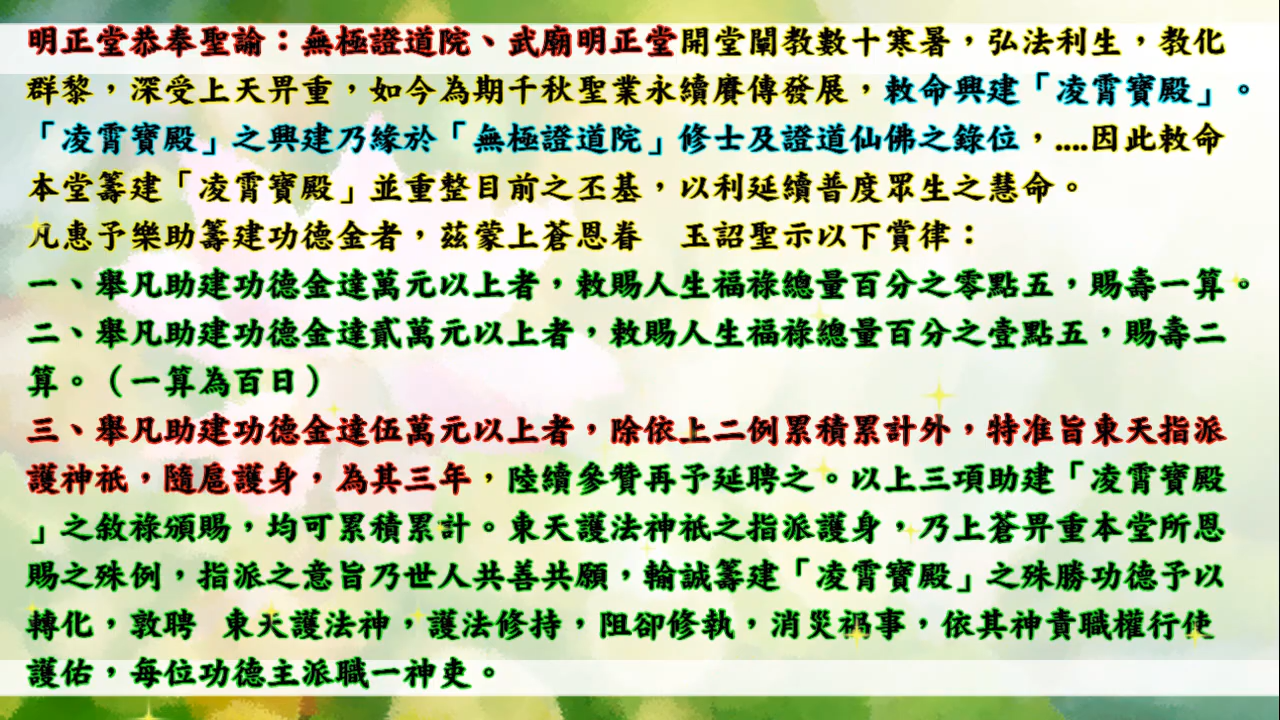 明正堂恭奉聖諭：無極證道院、武廟明正堂開堂闡教數十寒暑，弘法利生，教化
群黎，深受上天畀重，如今為期千秋聖業永續賡傳發展，敕命興建「凌霄寶殿」。
「凌霄寶殿」之興建乃緣於「無極證道院」修士及證道仙佛之錄位，....因此敕命
本堂籌建「凌霄寶殿」並重整目前之丕基，以利延續普度眾生之慧命。
凡惠予樂助籌建功德金者，茲蒙上蒼恩眷　玉詔聖示以下賞律：
一、舉凡助建功德金達萬元以上者，敕賜人生福祿總量百分之零點五，賜壽一算。
二、舉凡助建功德金達貳萬元以上者，敕賜人生福祿總量百分之壹點五，賜壽二
算。（一算為百日）
三、舉凡助建功德金達伍萬元以上者，除依上二例累積累計外，特准旨東天指派
護神祇，隨扈護身，為其三年，陸續參贊再予延聘之。以上三項助建「凌霄寶殿
」之敘祿頒賜，均可累積累計。東天護法神祇之指派護身，乃上蒼畀重本堂所恩
賜之殊例，指派之意旨乃世人共善共願，輸誠籌建「凌霄寶殿」之殊勝功德予以
轉化，敦聘　東天護法神，護法修持，阻卻修執，消災禍事，依其神責職權行使
護佑，每位功德主派職一神吏。